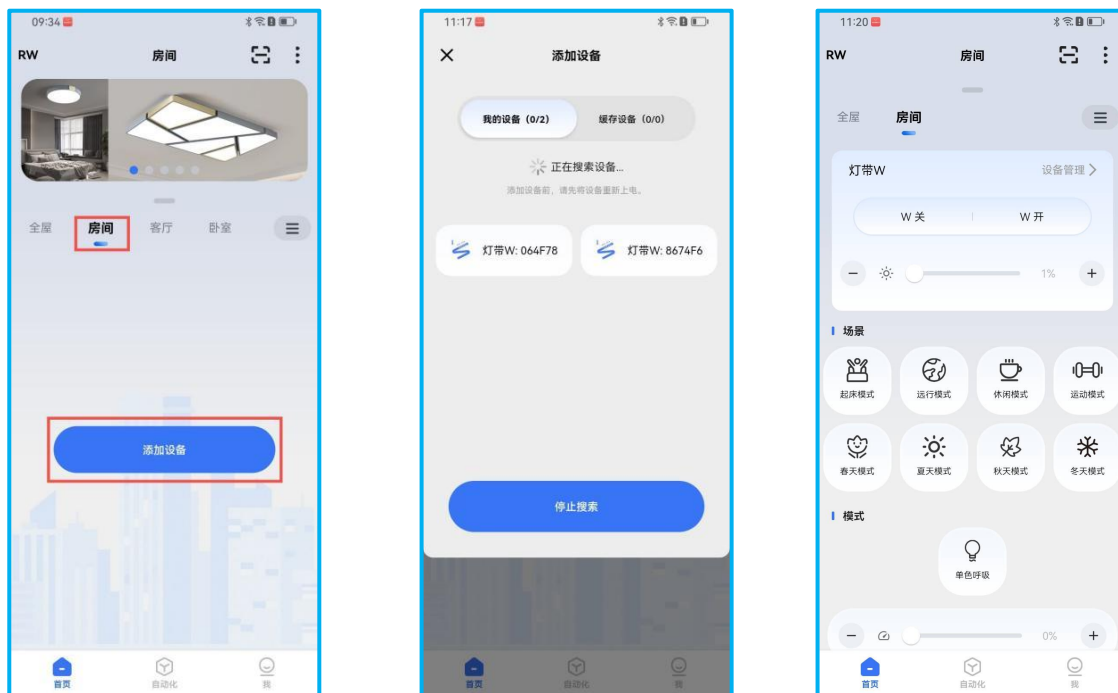 09:34
RW
房间
全屋
房间
客厅
卧室
添加设备
首页
自动化
我
11:17
添加设备
我的设备（0/2）
缓存设备（0/0）
正在搜索设备...
添加设备前，请先将设备重新上电。
灯带W: 064F78
灯带W: 8674F6
停止搜索
首页
自动化
我
11:20
RW
房间
全屋
房间
灯带W
设备管理
W 关
W 开
1%
场景
起床模式
远行模式
休闲模式
运动模式
春天模式
夏天模式
秋天模式
冬天模式
模式
单色呼吸
0%
首页
自动化
我